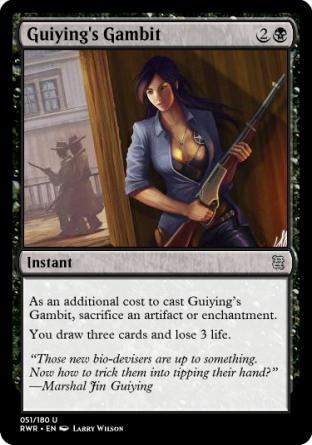 Guiying's Gambit 2
Instant
As an additional cost to cast Guiying's
Gambit, sacrifice an artifact or enchantment.
You draw three cards and lose 3 life.
“Those new bio-devisers are up to something.
Now how to trick them into tipping their hand?”
—Marshal Jin Guiying
051/180 U
RWR • EN Larry Wilson